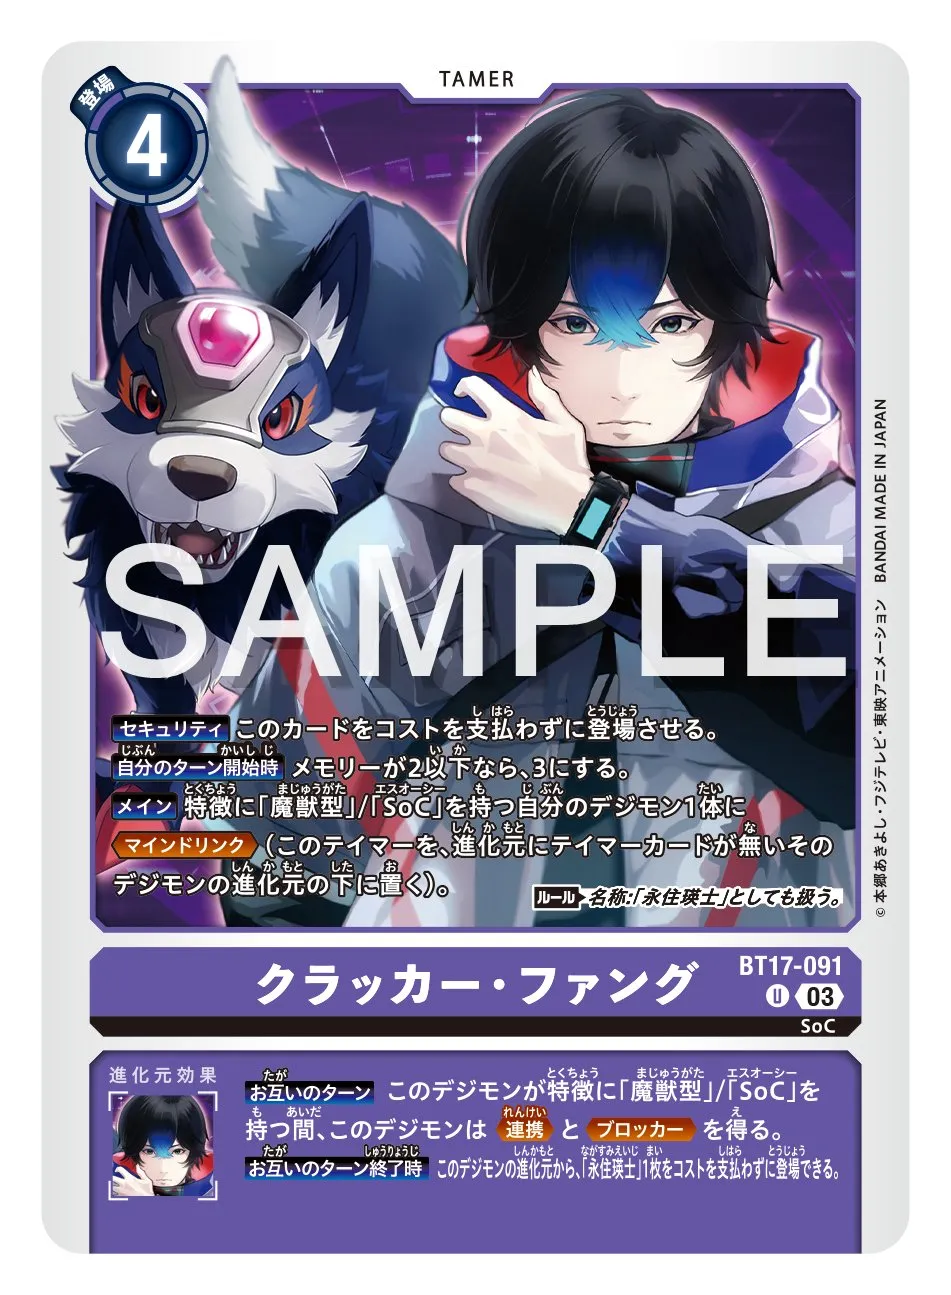 TAMER
登場
4
SAMPLE
セキュリティ このカードをコストを支払わずに登場させる。
自分のターン開始時 メモリーが2以下なら、3にする。
メイン 特徴に「魔獣型」/「SoC」を持つ自分のデジモン1体に
マインドリンク (このテイマーを、進化元にテイマーカードが無いその
デジモンの進化元の下に置く)。
ルール 名称:「永住瑛士」としても扱う。
©本郷あきよし・フジテレビ・東映アニメーション BANDAI MADE IN JAPAN
クラッカー・ファング
BT17-091
U 03
SoC
進化元効果
お互いのターン このデジモンが特徴に「魔獣型」/「SoC」を
持つ間、このデジモンは 連携 と ブロッカー を得る。
お互いのターン終了時 このデジモンの進化元から、「永住瑛士」1枚をコストを支払わずに登場できる。